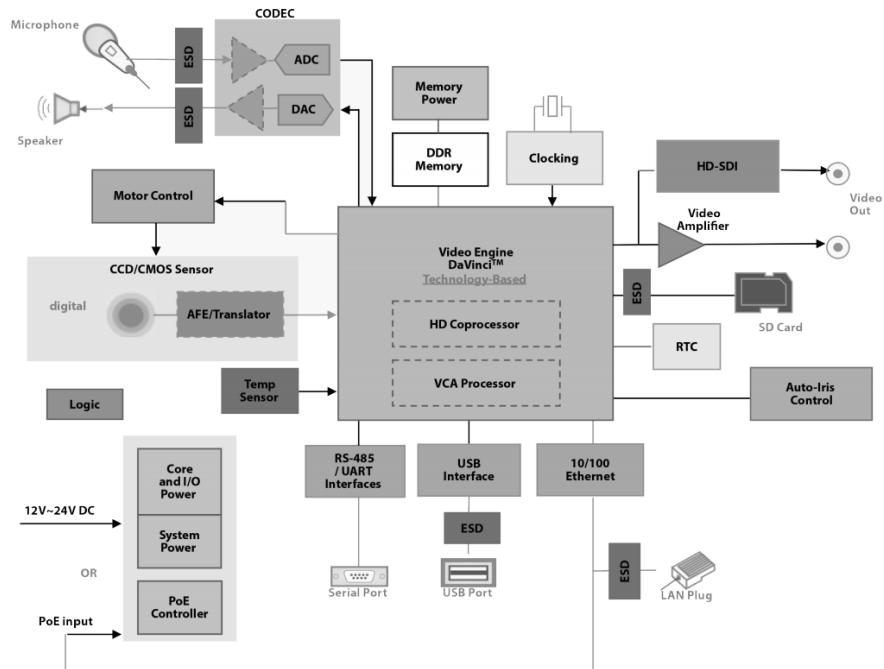 CODEC
Microphone
ESD
ADC
ESD
DAC
Speaker
Memory
Power
DDR
Memory
Clocking
HD-SDI
Video
Out
Video
Amplifier
Motor Control
CCD/CMOS Sensor
digital
AFE/Translator
Video Engine
DaVinci™
Technology-Based
HD Coprocessor
VCA Processor
ESD
SD Card
RTC
Temp
Sensor
Auto-Iris
Control
Logic
RS-485
/ UART
Interfaces
USB
Interface
10/100
Ethernet
Core
and I/O
Power
12V~24V DC
System
Power
OR
PoE
Controller
PoE input
ESD
ESD
Serial Port
USB Port
LAN Plug